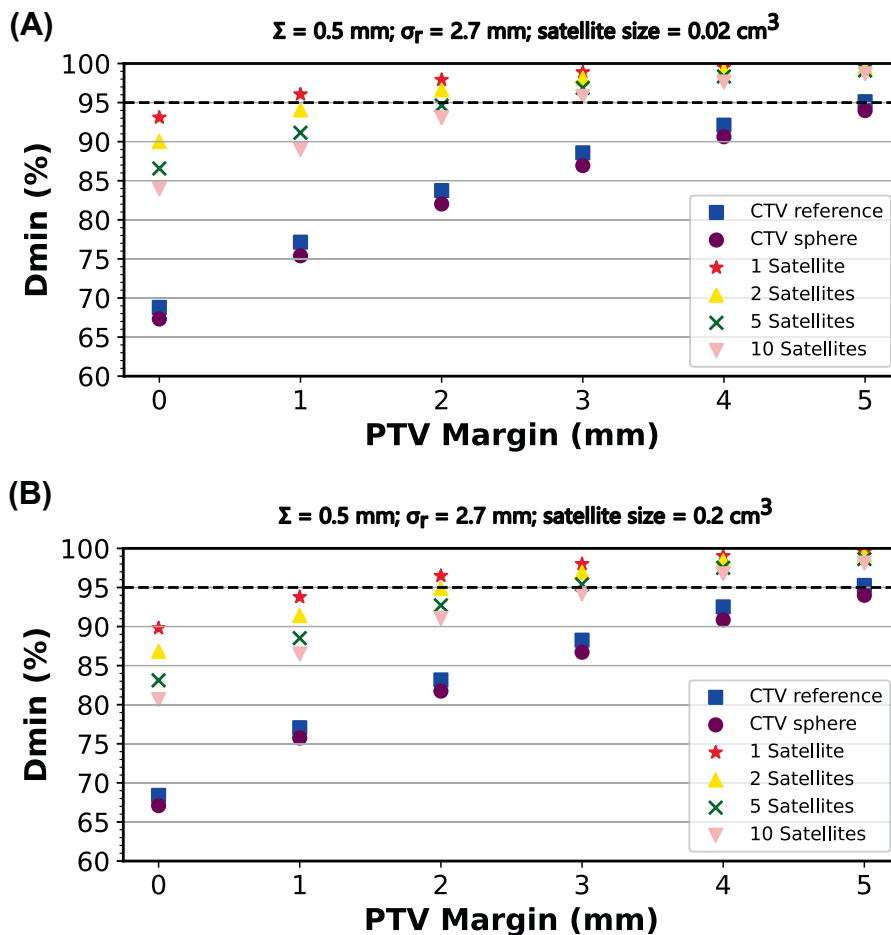 (A)
Σ = 0.5 mm; σr = 2.7 mm; satellite size = 0.02 cm³
Dmin (%)
100
95
90
85
80
75
70
65
60
CTV reference
CTV sphere
1 Satellite
2 Satellites
5 Satellites
10 Satellites
0 1 2 3 4 5
PTV Margin (mm)
(B)
Σ = 0.5 mm; σr = 2.7 mm; satellite size = 0.2 cm³
Dmin (%)
100
95
90
85
80
75
70
65
60
CTV reference
CTV sphere
1 Satellite
2 Satellites
5 Satellites
10 Satellites
0 1 2 3 4 5
PTV Margin (mm)